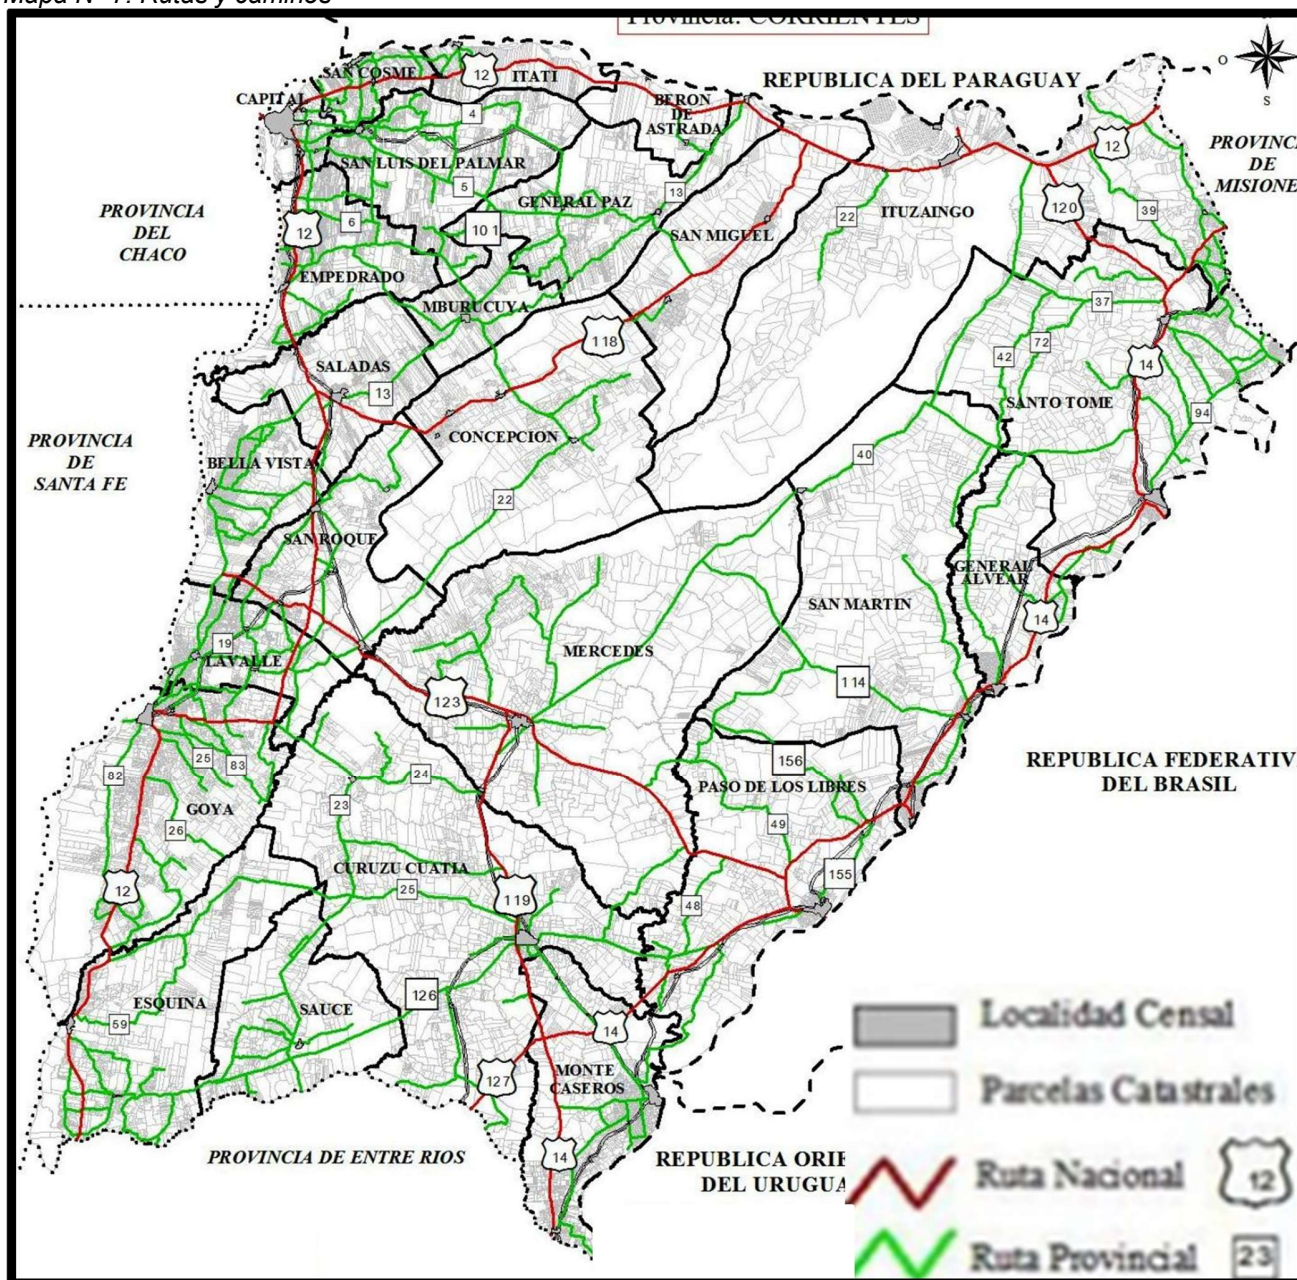 Mapa N° 7: Rutas y caminos
Provincia: CORRIENTES
O
S
REPUBLICA DEL PARAGUAY
SAN COSME
12
ITATI
CAPITAL
BERON
DE
ASTRADA
4
12
PROVINCI
DE
MISIONE
SAN LUIS DEL PALMAR
5
13
GENERAL PAZ
PROVINCIA
DEL
CHACO
6
12
101
SAN MIGUEL
22
ITUZAINGO
120
39
EMPEDRADO
MBURUCUYA
37
118
72
42
14
SALADAS
13
SANTO TOME
94
CONCEPCION
PROVINCIA
DE
SANTA FE
BELLA VISTA
40
22
SAN ROQUE
GENERAL
ALVEAR
SAN MARTIN
14
19
LAVALLE
MERCEDES
114
123
25
83
82
24
156
PASO DE LOS LIBRES
REPUBLICA FEDERATIV
DEL BRASIL
GOYA
23
26
49
CURUZU CUATIA
25
12
119
155
48
126
ESQUINA
SAUCE
59
14
127
MONTE
CASEROS
14
PROVINCIA DE ENTRE RIOS
REPUBLICA ORIE
DEL URUGUA
Localidad Censal
Parcelas Catastrales
Ruta Nacional
12
Ruta Provincial
23